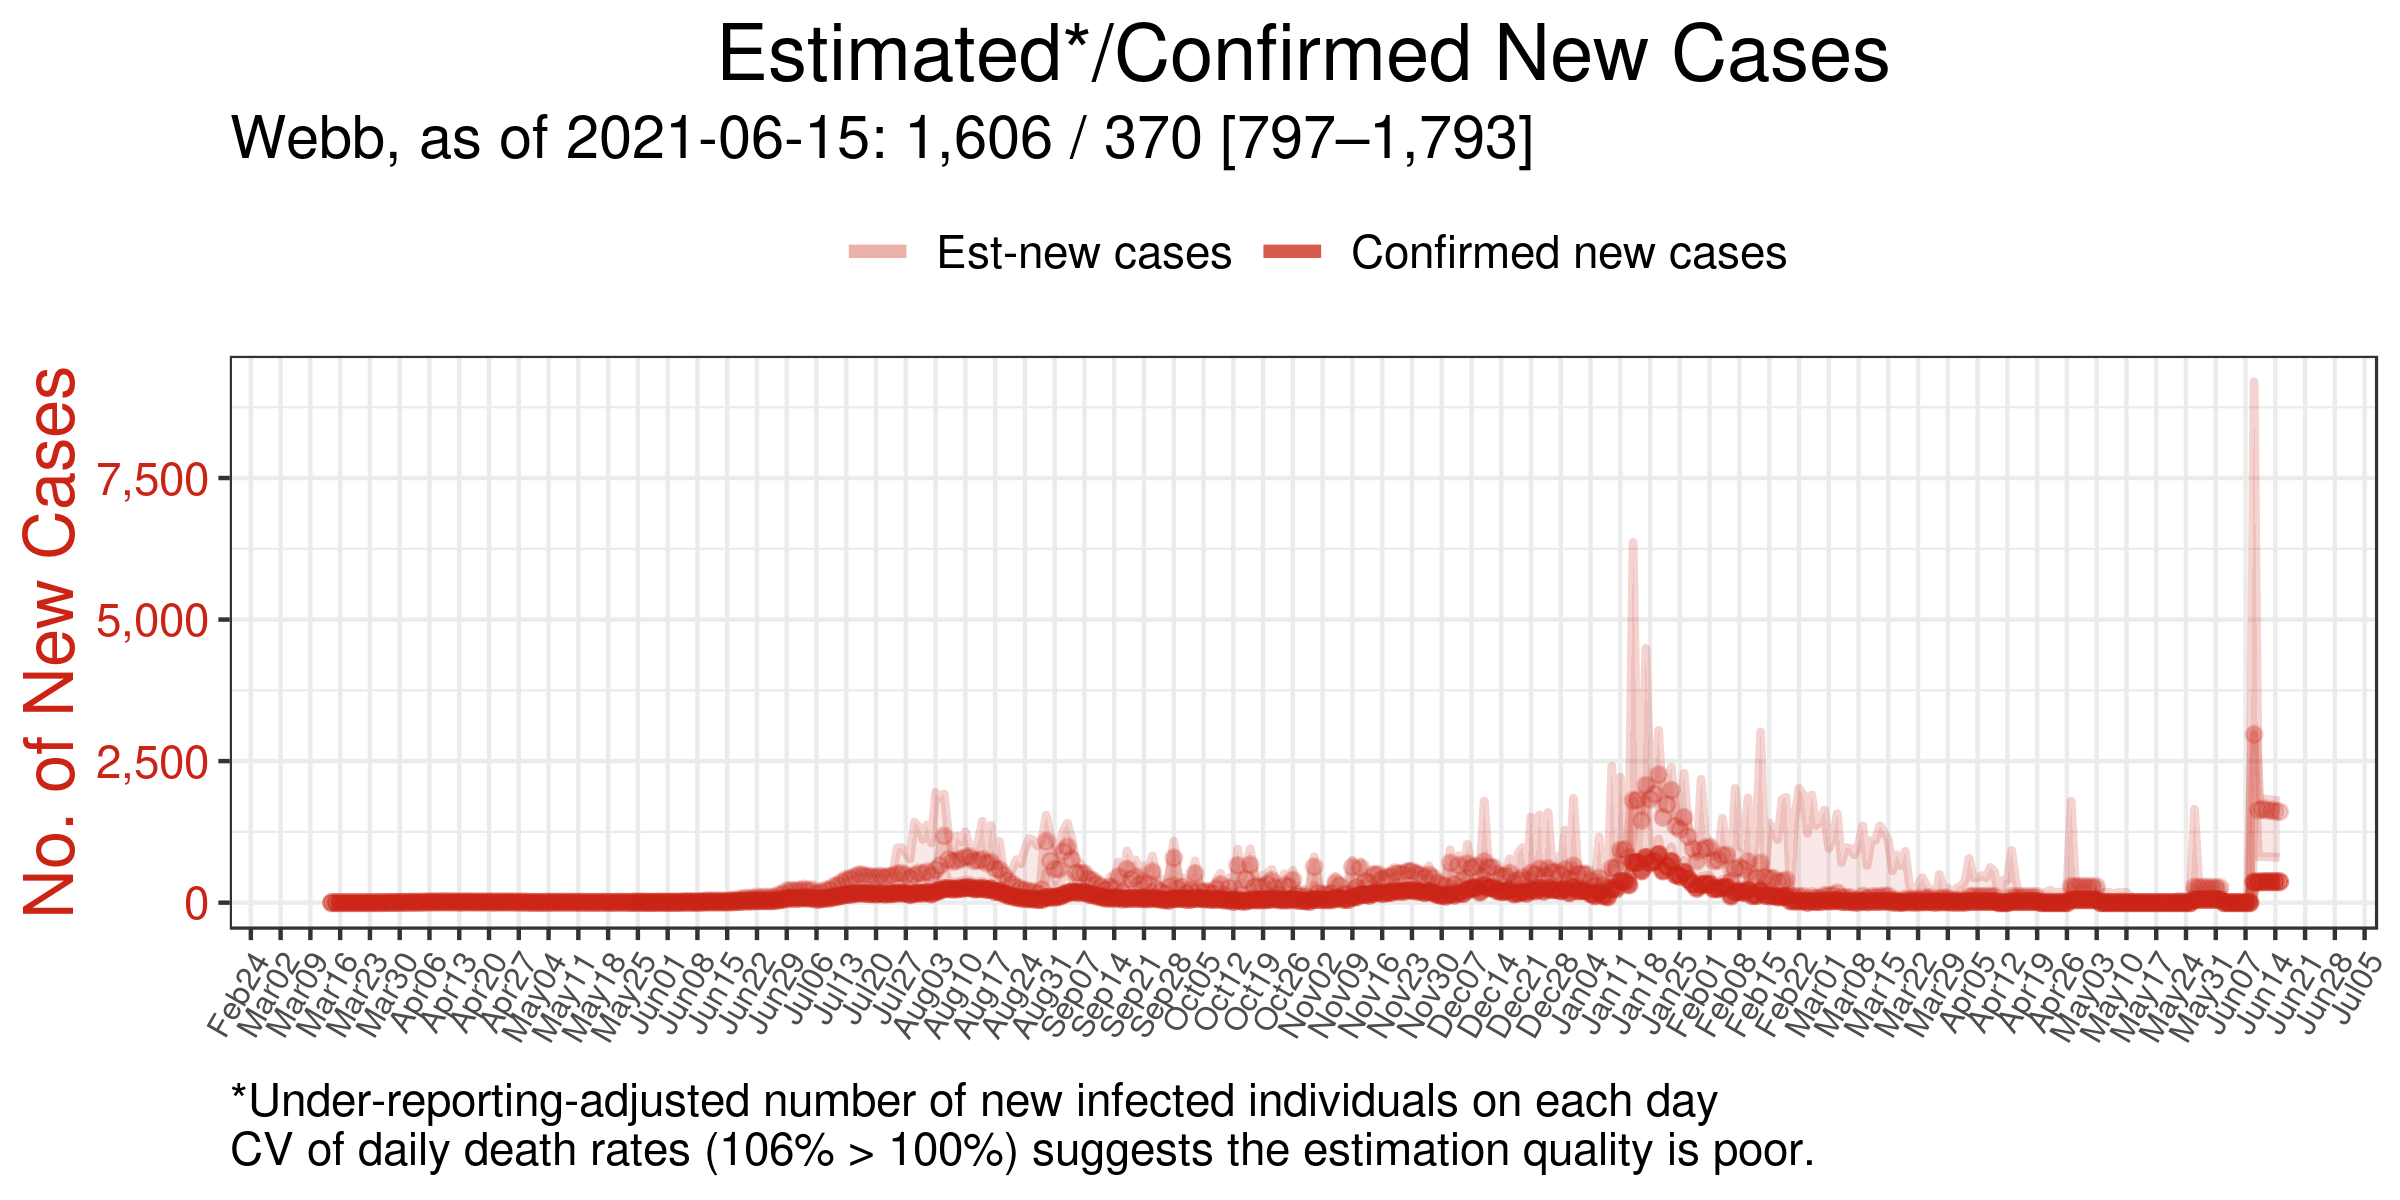 Estimated*/Confirmed New Cases
Webb, as of 2021-06-15: 1,606 / 370 [797–1,793]
Est-new cases
Confirmed new cases
No. of New Cases
7,500
5,000
2,500
0
Feb24
Mar02
Mar09
Mar16
Mar23
Mar30
Apr06
Apr13
Apr20
Apr27
May04
May11
May18
May25
Jun01
Jun08
Jun15
Jun22
Jun29
Jul06
Jul13
Jul20
Jul27
Aug03
Aug10
Aug17
Aug24
Aug31
Sep07
Sep14
Sep21
Sep28
Oct05
Oct12
Oct19
Oct26
Nov02
Nov09
Nov16
Nov23
Nov30
Dec07
Dec14
Dec21
Dec28
Jan04
Jan11
Jan18
Jan25
Feb01
Feb08
Feb15
Feb22
Mar01
Mar08
Mar15
Mar22
Mar29
Apr05
Apr12
Apr19
Apr26
May03
May10
May17
May24
May31
Jun07
Jun14
Jun21
Jun28
Jul05
*Under-reporting-adjusted number of new infected individuals on each day
CV of daily death rates (106% > 100%) suggests the estimation quality is poor.